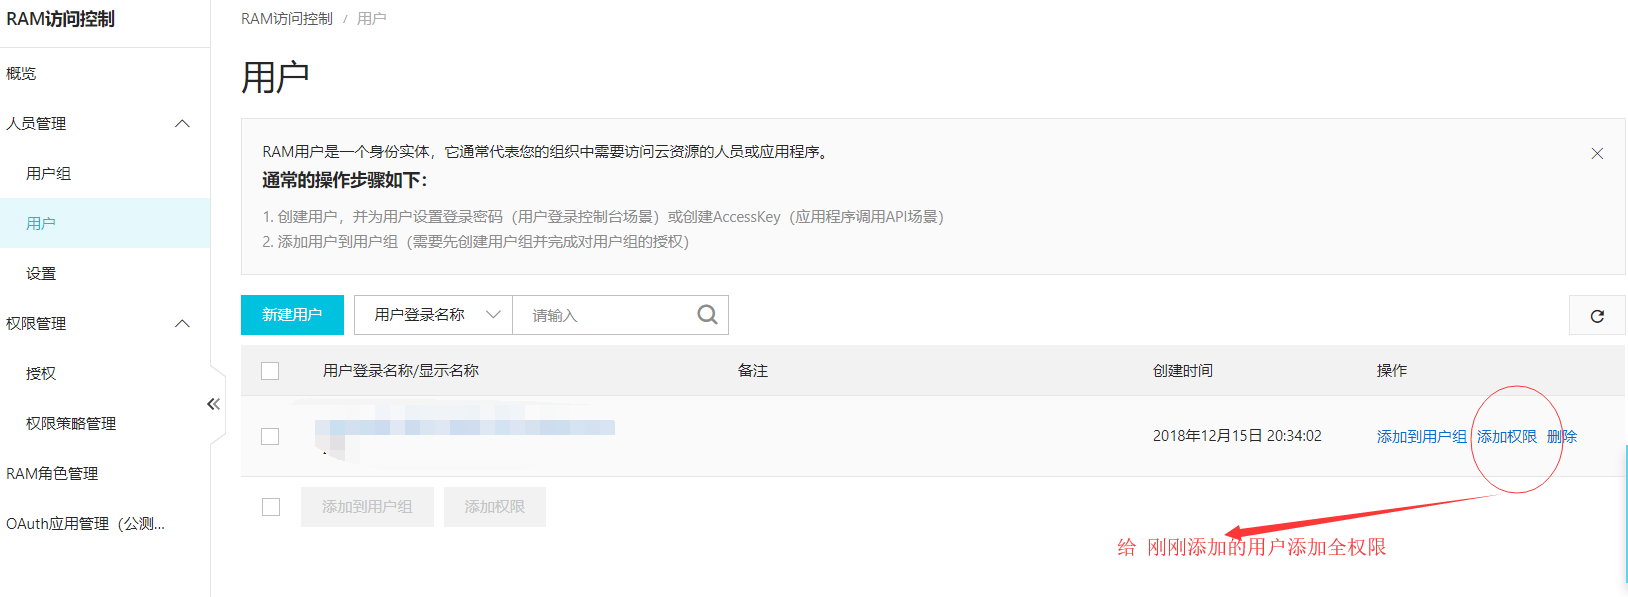 RAM访问控制
概览
人员管理
用户组
用户
设置
权限管理
授权
权限策略管理
RAM角色管理
OAuth应用管理（公测...
RAM访问控制 / 用户
用户
RAM用户是一个身份实体，它通常代表您的组织中需要访问云资源的人员或应用程序。
通常的操作步骤如下：
1. 创建用户，并为用户设置登录密码（用户登录控制台场景）或创建AccessKey（应用程序调用API场景）
2. 添加用户到用户组（需要先创建用户组并完成对用户组的授权）
新建用户 用户登录名称 请输入
用户登录名称/显示名称 备注 创建时间 操作
2018年12月15日 20:34:02 添加到用户组 添加权限 删除
添加到用户组 添加权限
给 刚刚添加的用户添加全权限